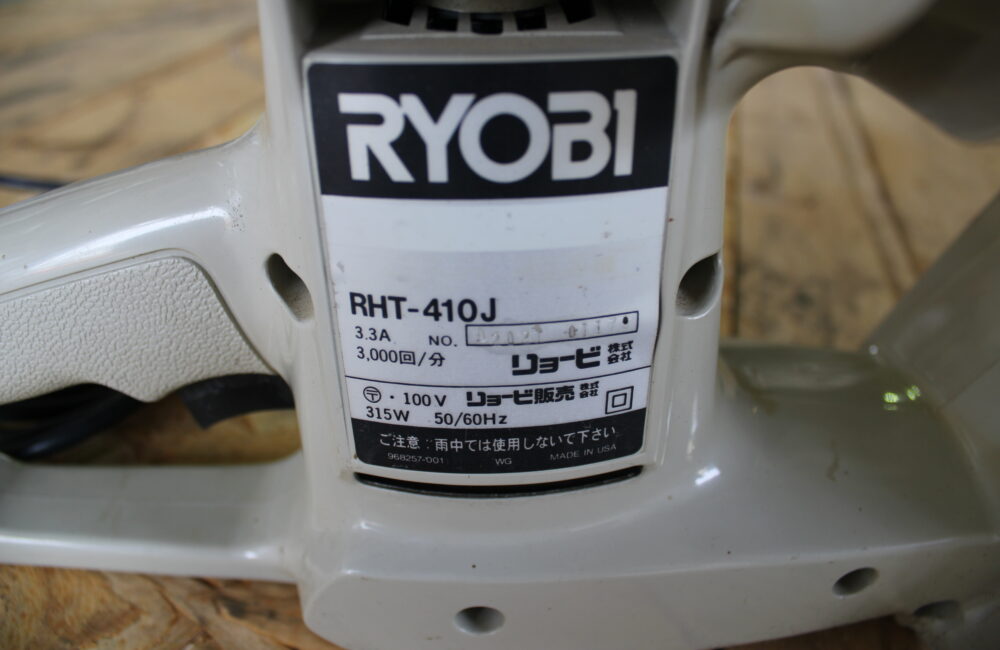 RYOBI
RHT-410J
3.3A NO.
3,000回/分 リョービ 株式会社
〒・100V リョービ販売 株式会社
315W 50/60Hz
ご注意:雨中では使用しないで下さい
968257-001 WG MADE IN USA